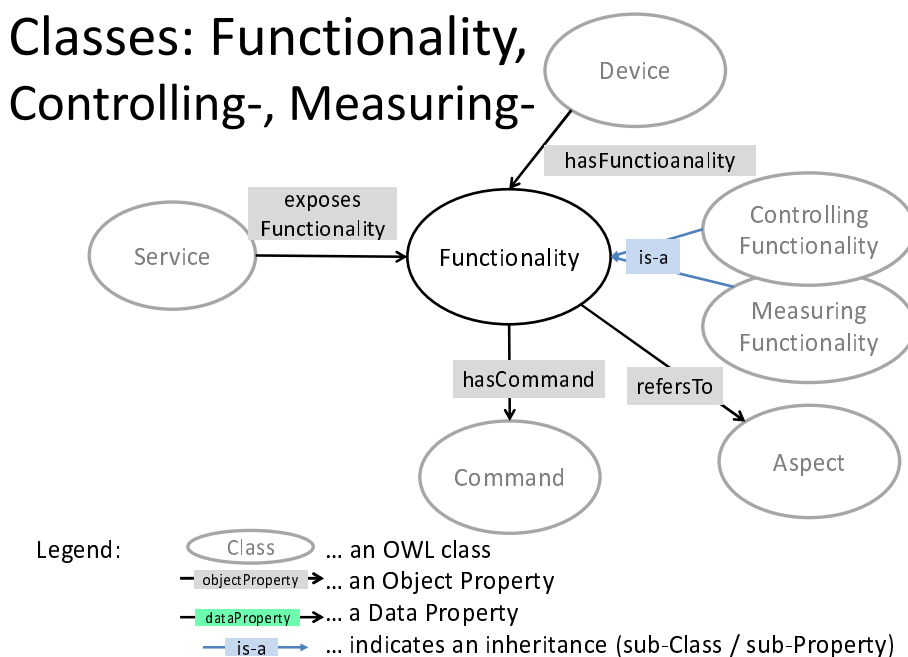 Classes: Functionality,
Controlling-, Measuring-
Device
hasFunctioanality
exposes
Functionality
Service
Functionality
is-a
Controlling
Functionality
Measuring
Functionality
hasCommand
refersTo
Command
Aspect
Legend:
Class ... an OWL class
objectProperty ... an Object Property
dataProperty ... a Data Property
is-a ... indicates an inheritance (sub-Class / sub-Property)